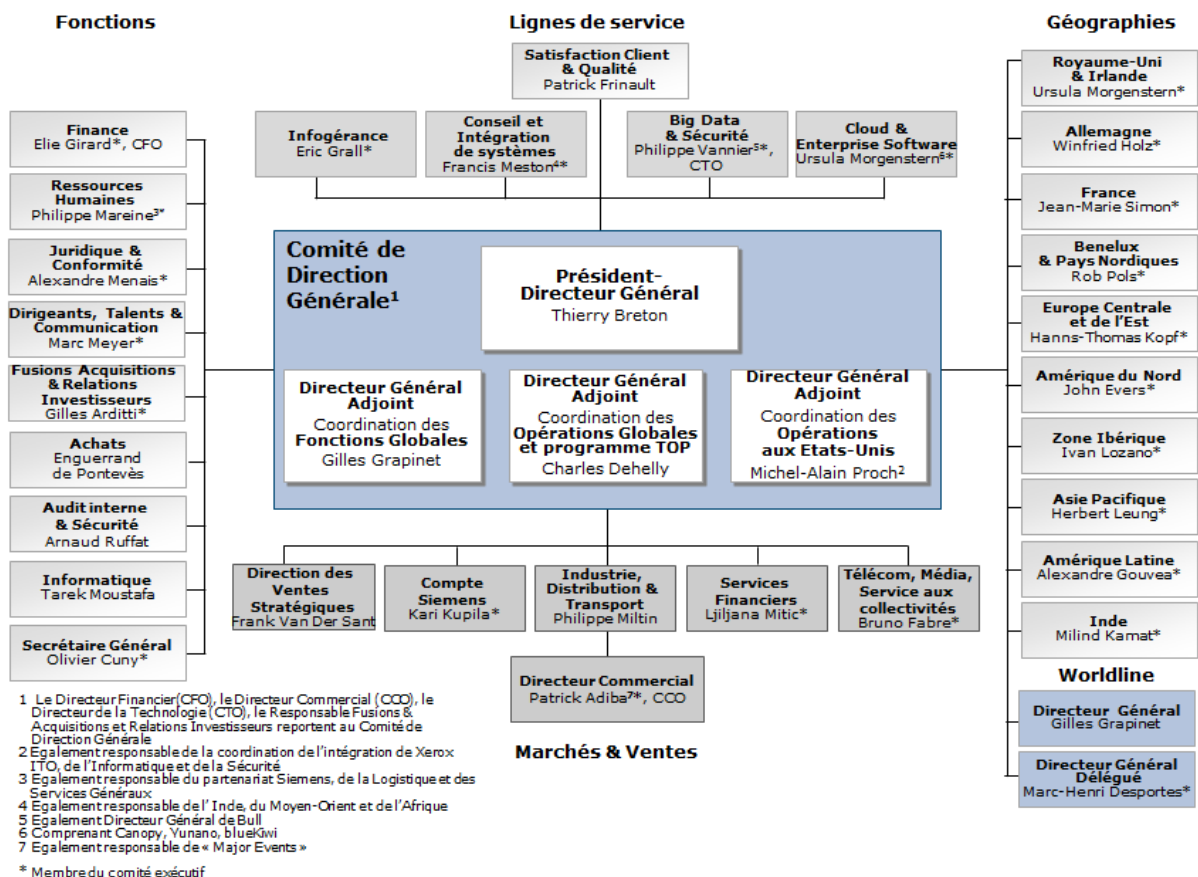 Fonctions
Lignes de service
Géographies
Satisfaction Client
& Qualité
Patrick Frinault
Infogérance
Eric Grall*
Conseil et
Intégration
de systèmes
Francis Meston4*
Big Data
& Sécurité
Philippe Vannier5*,
CTO
Cloud &
Enterprise Software
Ursula Morgenstern6*
Finance
Elie Girard*, CFO
Ressources
Humaines
Philippe Mareine3*
Juridique &
Conformité
Alexandre Menais*
Dirigeants, Talents &
Communication
Marc Meyer*
Fusions Acquisitions
& Relations
Investisseurs
Gilles Arditti*
Achats
Enguerrand
de Pontevès
Audit interne
& Sécurité
Arnaud Ruffat
Informatique
Tarek Moustafa
Secrétaire Général
Olivier Cuny*
Comité de
Direction
Générale1
Président-
Directeur Général
Thierry Breton
Directeur Général
Adjoint
Coordination des
Fonctions Globales
Gilles Grapinet
Directeur Général
Adjoint
Coordination des
Opérations Globales
et programme TOP
Charles Dehelly
Directeur Général
Adjoint
Coordination des
Opérations
aux Etats-Unis
Michel-Alain Proch2
Royaume-Uni
& Irlande
Ursula Morgenstern*
Allemagne
Winfried Holz*
France
Jean-Marie Simon*
Benelux
& Pays Nordiques
Rob Pols*
Europe Centrale
et de l'Est
Hanns-Thomas Kopf*
Amérique du Nord
John Evers*
Zone Ibérique
Ivan Lozano*
Asie Pacifique
Herbert Leung*
Amérique Latine
Alexandre Gouvea*
Inde
Milind Kamat*
Worldline
Directeur Général
Gilles Grapinet
Directeur Général
Délégué
Marc-Henri Desportes*
Direction des
Ventes
Stratégiques
Frank Van Der Sant
Compte
Siemens
Kari Kupila*
Industrie,
Distribution &
Transport
Philippe Miltin
Services
Financiers
Ljiljana Mitic*
Télécom, Média,
Service aux
collectivités
Bruno Fabre*
Directeur Commercial
Patrick Adiba7*, CCO
Marchés & Ventes
1 Le Directeur Financier(CFO), le Directeur Commercial (CCO), le
Directeur de la Technologie (CTO), le Responsable Fusions &
Acquisitions et Relations Investisseurs reportent au Comité de
Direction Générale
2 Egalement responsable de la coordination de l'intégration de Xerox
ITO, de l'Informatique et de la Sécurité
3 Egalement responsable du partenariat Siemens, de la Logistique et des
Services Généraux
4 Egalement responsable de l' Inde, du Moyen-Orient et de l'Afrique
5 Egalement Directeur Général de Bull
6 Comprenant Canopy, Yunano, blueKiwi
7 Egalement responsable de « Major Events »
* Membre du comité exécutif